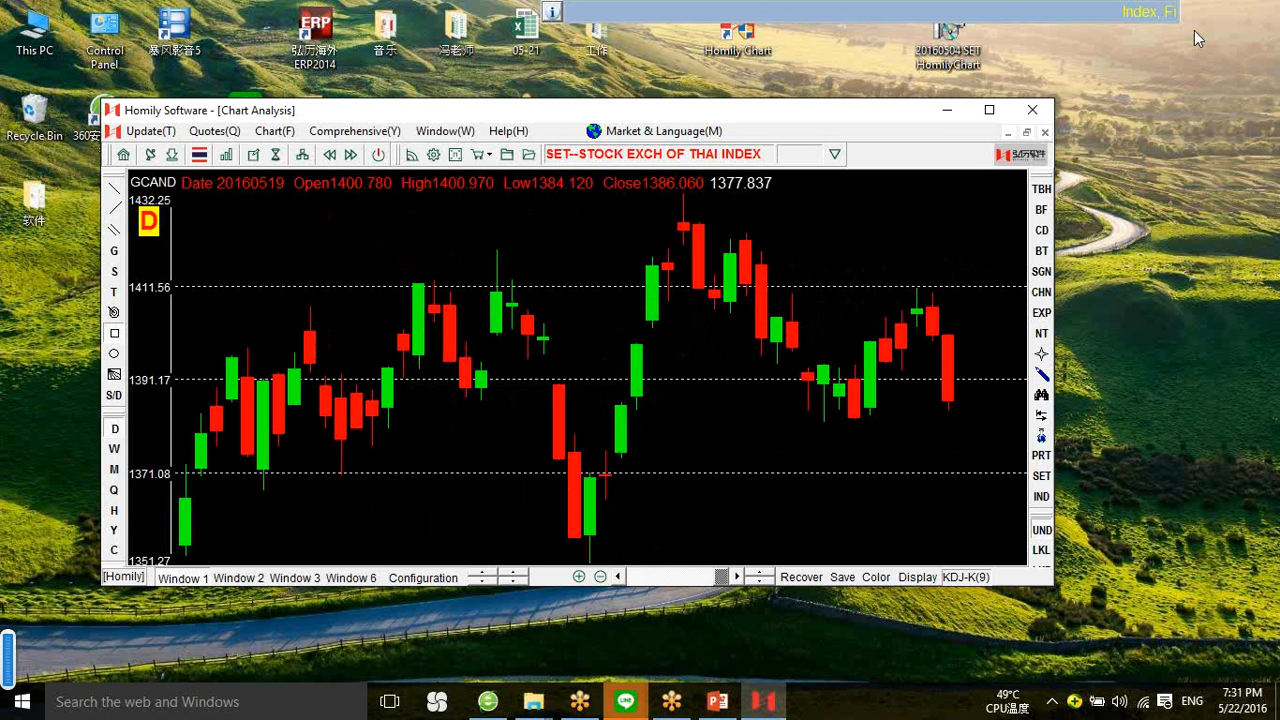 Index, Fi
This PC
Control Panel
暴风影音5
弘历海外 ERP2014
音乐
冯老师
05-21
工作
Homily Chart
20160504 SET HomilyChart
Recycle.Bin
软件
Homily Software - [Chart Analysis]
Update(T) Quotes(Q) Chart(F) Comprehensive(Y) Window(W) Help(H) Market & Language(M)
SET--STOCK EXCH OF THAI INDEX
弘历软件
GCAND Date 20160519 Open1400.780 High1400.970 Low1384.120 Close1386.060 1377.837
1432.25
D
1411.56
1391.17
1371.08
1351.27
G
S
T
S/D
D
W
M
Q
H
Y
C
TBH
BF
CD
BT
SGN
CHN
EXP
NT
PRT
SET
IND
UND
LKL
[Homily] Window 1 Window 2 Window 3 Window 6 Configuration Recover Save Color Display KDJ-K(9)
ERP
Search the web and Windows
LINE
49°C
CPU温度
ENG
7:31 PM
5/22/2016